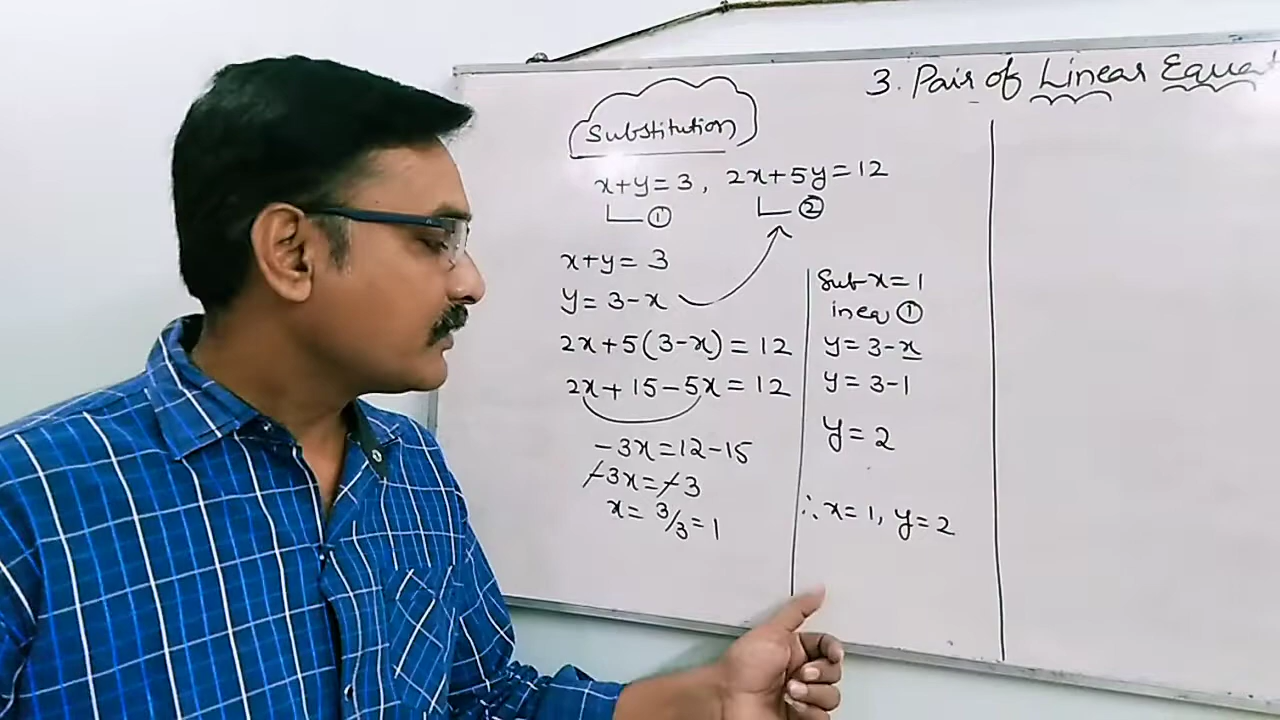 3. Pair of Linear Equat
Substitution
x+y=3, 2x+5y=12
① ②
x+y=3
y=3-x
2x+5(3-x)=12
2x+15-5x=12
-3x=12-15
-3x=-3
x=3/3=1
Sub x=1
in eq ①
y=3-x
y=3-1
y=2
∴ x=1, y=2